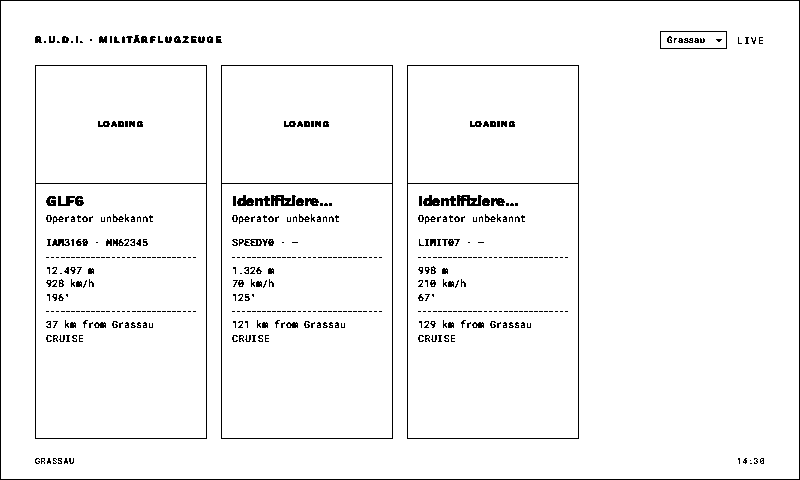 R.U.D.I. · MILITÄRFLUGZEUGE
Grassau
LIVE
LOADING
GLF6
Operator unbekannt
IAM3160 · MM62345
12.497 m
928 km/h
196°
37 km from Grassau
CRUISE
LOADING
Identifiziere...
Operator unbekannt
SPEEDY0 · —
1.326 m
70 km/h
125°
121 km from Grassau
CRUISE
LOADING
Identifiziere...
Operator unbekannt
LIMIT07 · —
998 m
210 km/h
67°
129 km from Grassau
CRUISE
GRASSAU
14:30